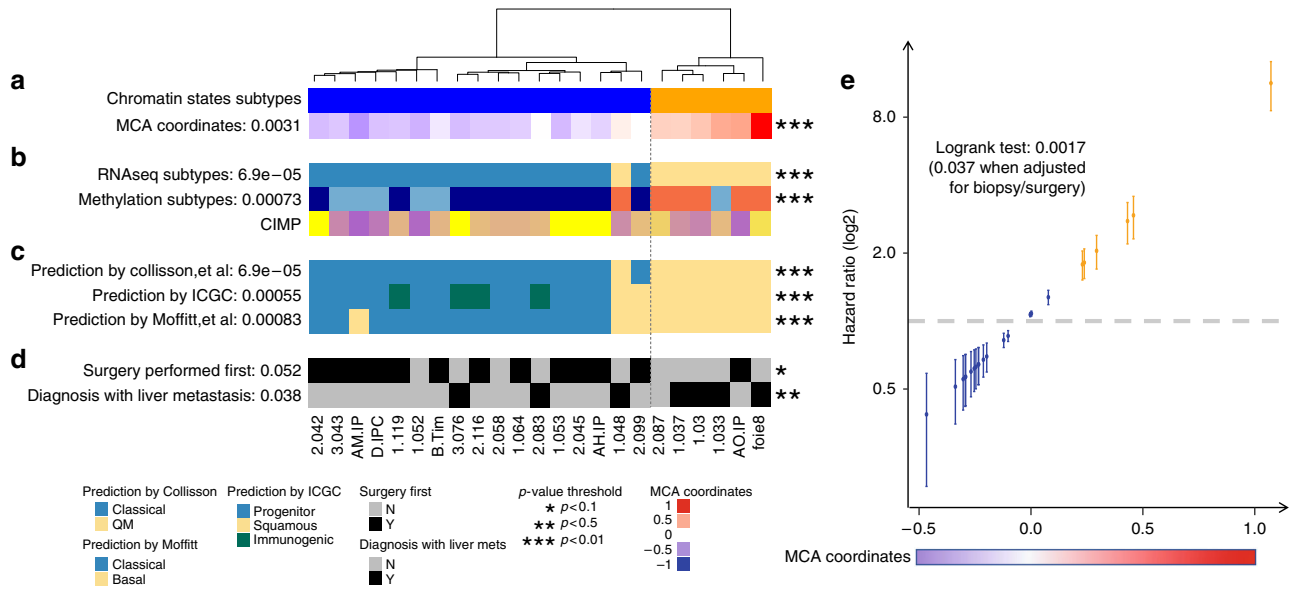 a
Chromatin states subtypes
MCA coordinates: 0.0031
***
b
RNAseq subtypes: 6.9e−05
***
Methylation subtypes: 0.00073
***
CIMP
c
Prediction by collisson,et al: 6.9e−05
***
Prediction by ICGC: 0.00055
***
Prediction by Moffitt,et al: 0.00083
***
d
Surgery performed first: 0.052
*
Diagnosis with liver metastasis: 0.038
**
2.042
3.043
AM.IP
D.IPC
1.119
1.052
B.Tim
3.076
2.116
2.058
1.064
2.083
1.053
2.045
AH.IP
1.048
2.099
2.087
1.037
1.03
1.033
AO.IP
foie8
Prediction by Collisson
Classical
QM
Prediction by Moffitt
Classical
Basal
Prediction by ICGC
Progenitor
Squamous
Immunogenic
Surgery first
N
Y
Diagnosis with liver mets
N
Y
p-value threshold
* p<0.1
** p<0.5
*** p<0.01
MCA coordinates
1
0.5
0
−0.5
−1
e
Logrank test: 0.0017
(0.037 when adjusted
for biopsy/surgery)
Hazard ratio (log2)
8.0
2.0
0.5
−0.5
0.0
0.5
1.0
MCA coordinates